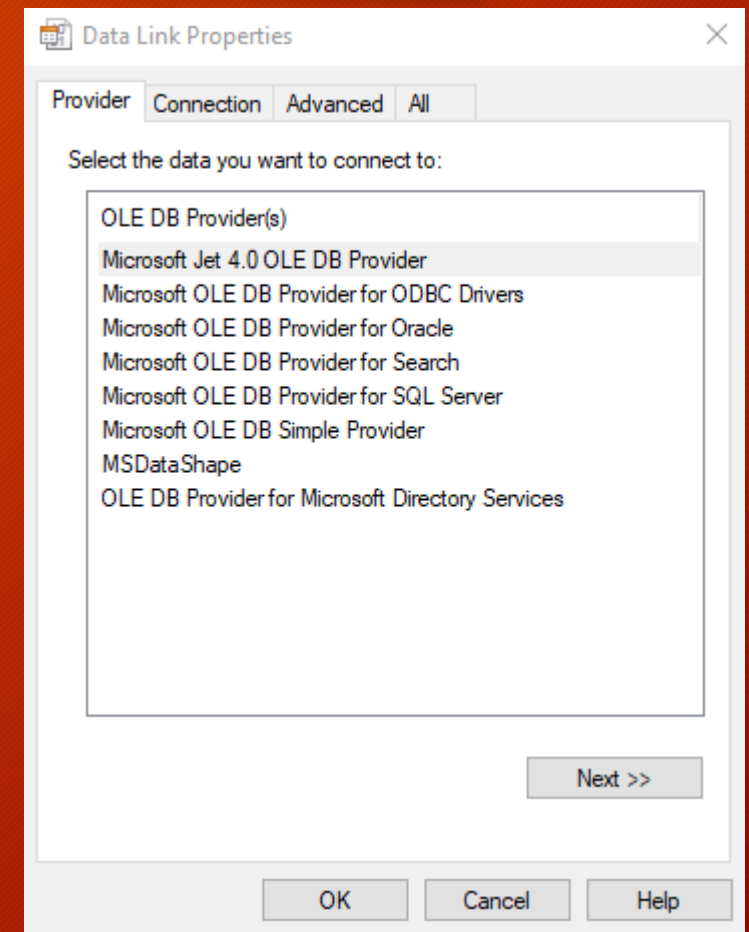 Data Link Properties
Provider Connection Advanced All
Select the data you want to connect to:
OLE DB Provider(s)
Microsoft Jet 4.0 OLE DB Provider
Microsoft OLE DB Provider for ODBC Drivers
Microsoft OLE DB Provider for Oracle
Microsoft OLE DB Provider for Search
Microsoft OLE DB Provider for SQL Server
Microsoft OLE DB Simple Provider
MSDataShape
OLE DB Provider for Microsoft Directory Services
Next >>
OK Cancel Help